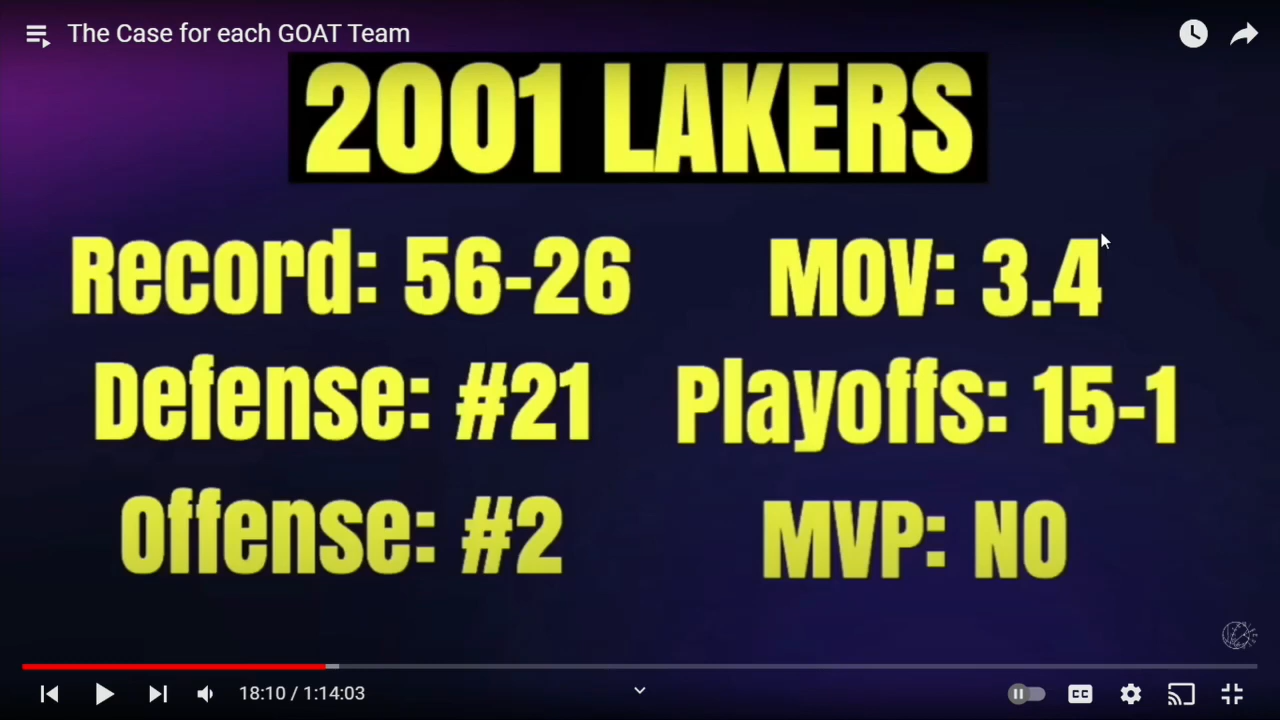 The Case for each GOAT Team
2001 LAKERS
Record: 56-26
MOV: 3.4
Defense: #21
Playoffs: 15-1
Offense: #2
MVP: NO
18:10 / 1:14:03
CC